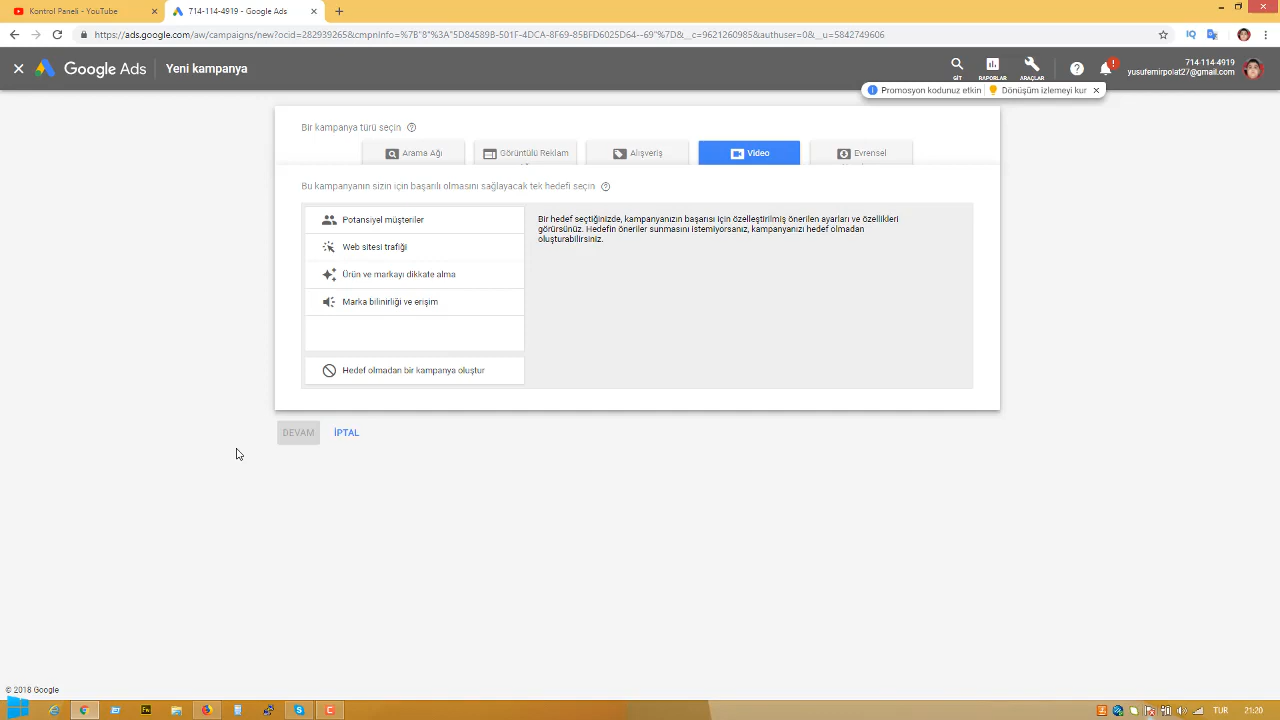 Kontrol Paneli - YouTube
714-114-4919 - Google Ads
https://ads.google.com/aw/campaigns/new?ocid=282939265&cmpnInfo=%7B"8"%3A"5D84589B-501F-4DCA-8F69-85BFD6025D64--69"%7D&__c=9621260985&authuser=0&__u=5842749606
IQ
Google Ads
Yeni kampanya
GİT
RAPORLAR
ARAÇLAR
714-114-4919
yusufemirpolat27@gmail.com
Promosyon kodunuz etkin
Dönüşüm izlemeyi kur
Bir kampanya türü seçin
Arama Ağı
Görüntülü Reklam
Alışveriş
Video
Evrensel
Bu kampanyanın sizin için başarılı olmasını sağlayacak tek hedefi seçin
Potansiyel müşteriler
Web sitesi trafiği
Ürün ve markayı dikkate alma
Marka bilinirliği ve erişim
Hedef olmadan bir kampanya oluştur
Bir hedef seçtiğinizde, kampanyanızın başarısı için özelleştirilmiş önerilen ayarları ve özellikleri
görürsünüz. Hedefin öneriler sunmasını istemiyorsanız, kampanyanızı hedef olmadan
oluşturabilirsiniz.
DEVAM
İPTAL
© 2018 Google
TUR
21:20